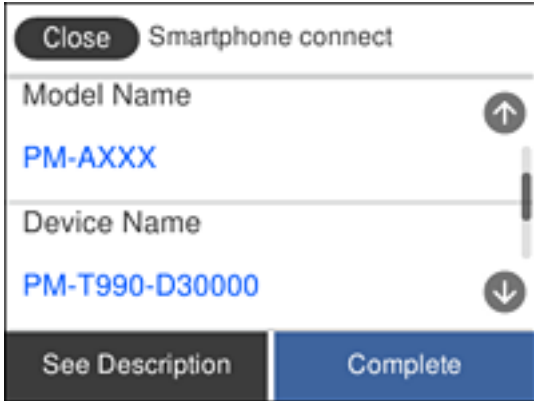 Close Smartphone connect
Model Name
PM-AXXX
Device Name
PM-T990-D30000
See Description Complete